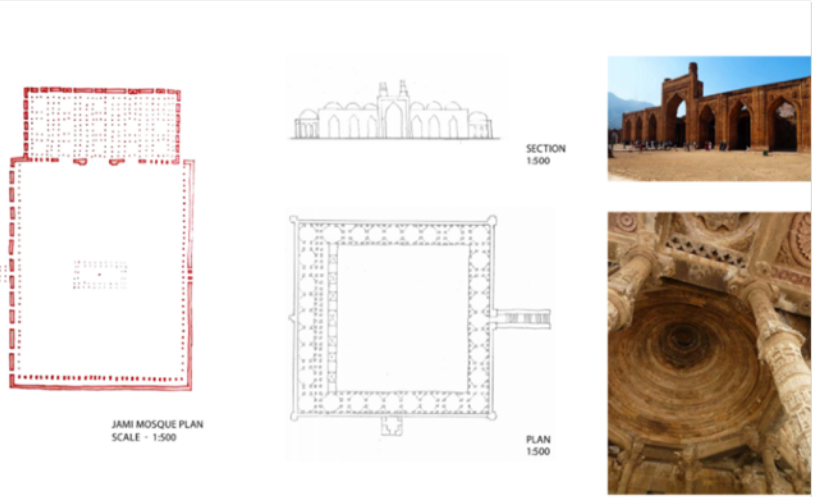 JAMI MOSQUE PLAN
SCALE - 1:500
SECTION
1:500
PLAN
1:500